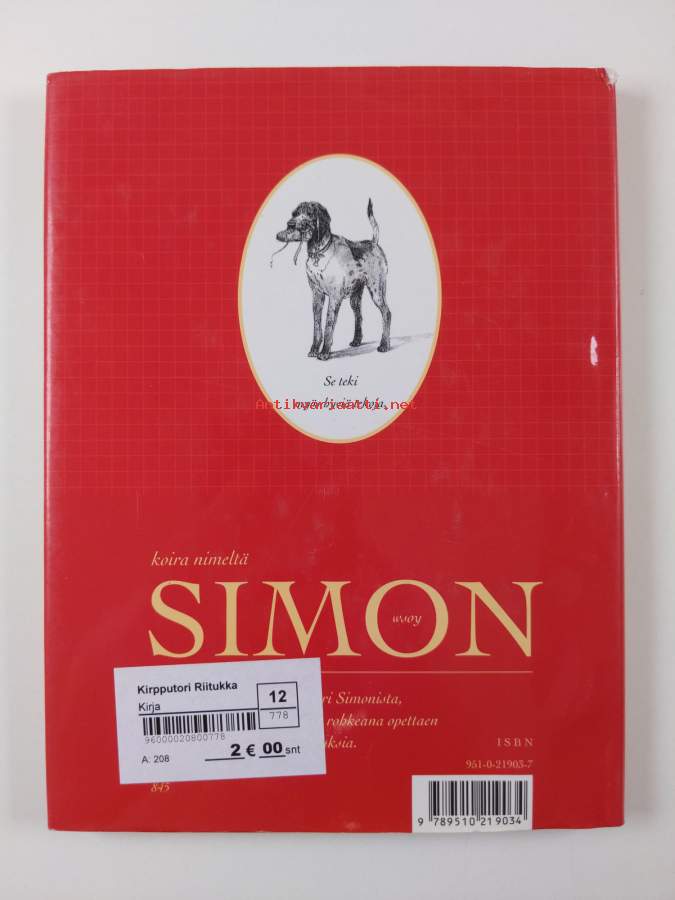 Se teki
Antikvariaatti.net
koira nimeltä
SIMON
wsoy
ri Simonista,
rohkeana opettaen
ksia.
Kirpputori Riitukka
Kirja
12
778
96000020800778
A: 208
2 € 00 snt
ISBN
951-0-21903-7
845
9 789510 219034